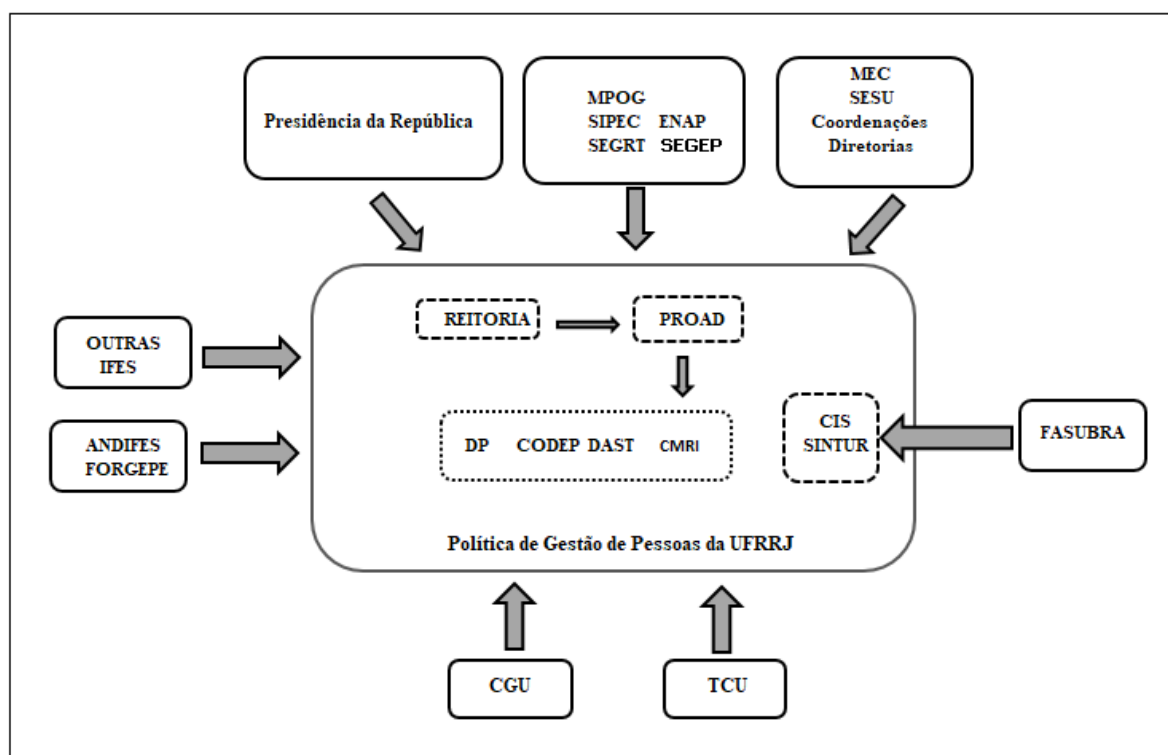 Presidência da República
MPOG
SIPEC ENAP
SEGRT SEGEP
MEC
SESU
Coordenações
Diretorias
REITORIA
PROAD
OUTRAS
IFES
ANDIFES
FORGEPE
DP CODEP DAST CMRI
CIS
SINTUR
FASUBRA
Política de Gestão de Pessoas da UFRRJ
CGU
TCU